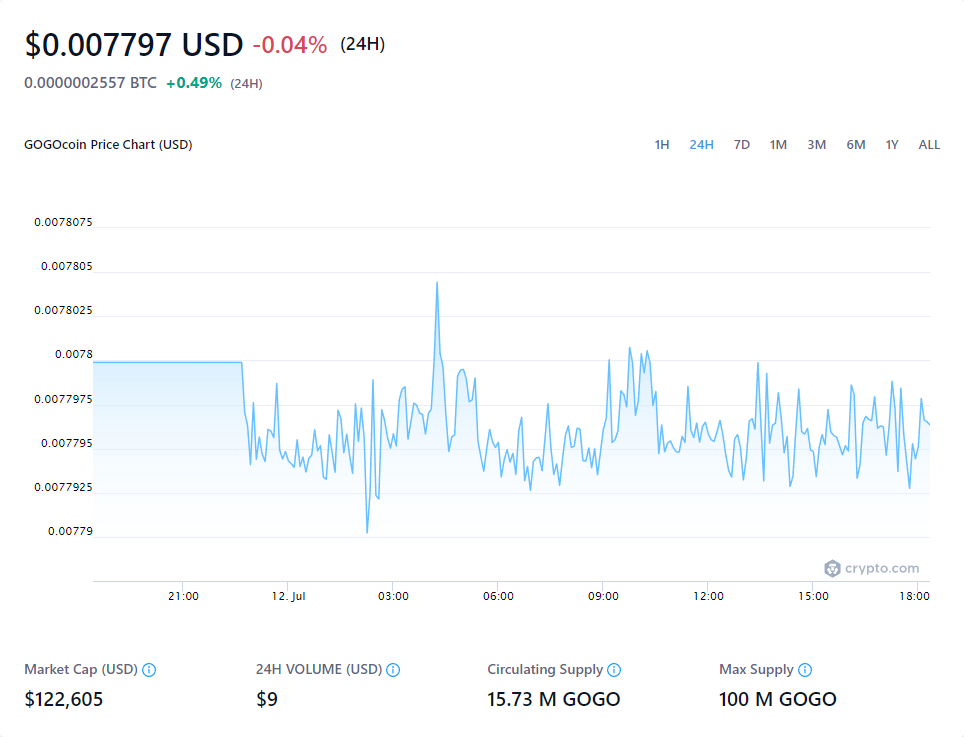 $0.007797 USD -0.04% (24H)
0.0000002557 BTC +0.49% (24H)
GOGOcoin Price Chart (USD) 1H 24H 7D 1M 3M 6M 1Y ALL
0.0078075
0.007805
0.0078025
0.0078
0.0077975
0.007795
0.0077925
0.00779
crypto.com
21:00 12. Jul 03:00 06:00 09:00 12:00 15:00 18:00
Market Cap (USD) 24H VOLUME (USD) Circulating Supply Max Supply
$122,605 $9 15.73 M GOGO 100 M GOGO